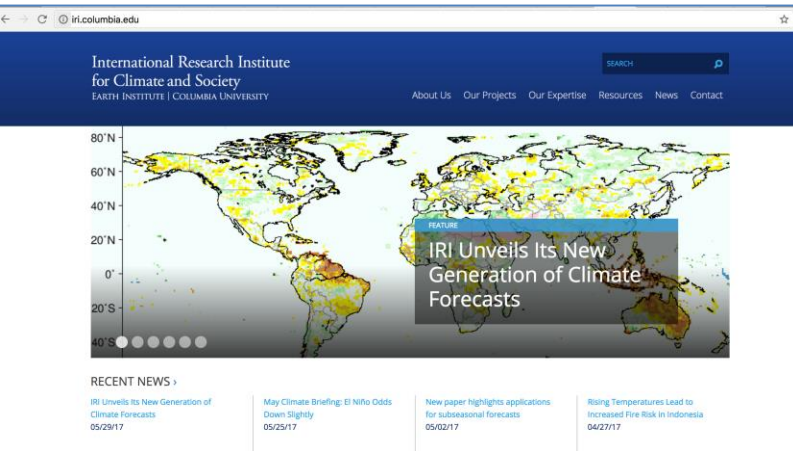 iri.columbia.edu
International Research Institute
for Climate and Society
EARTH INSTITUTE | COLUMBIA UNIVERSITY
SEARCH
About Us Our Projects Our Expertise Resources News Contact
80°N
60°N
40°N
20°N
0°
20°S
40°S
FEATURE
IRI Unveils Its New
Generation of Climate
Forecasts
RECENT NEWS ›
IRI Unveils Its New Generation of
Climate Forecasts
05/29/17
May Climate Briefing: El Niño Odds
Down Slightly
05/25/17
New paper highlights applications
for subseasonal forecasts
05/02/17
Rising Temperatures Lead to
Increased Fire Risk in Indonesia
04/27/17